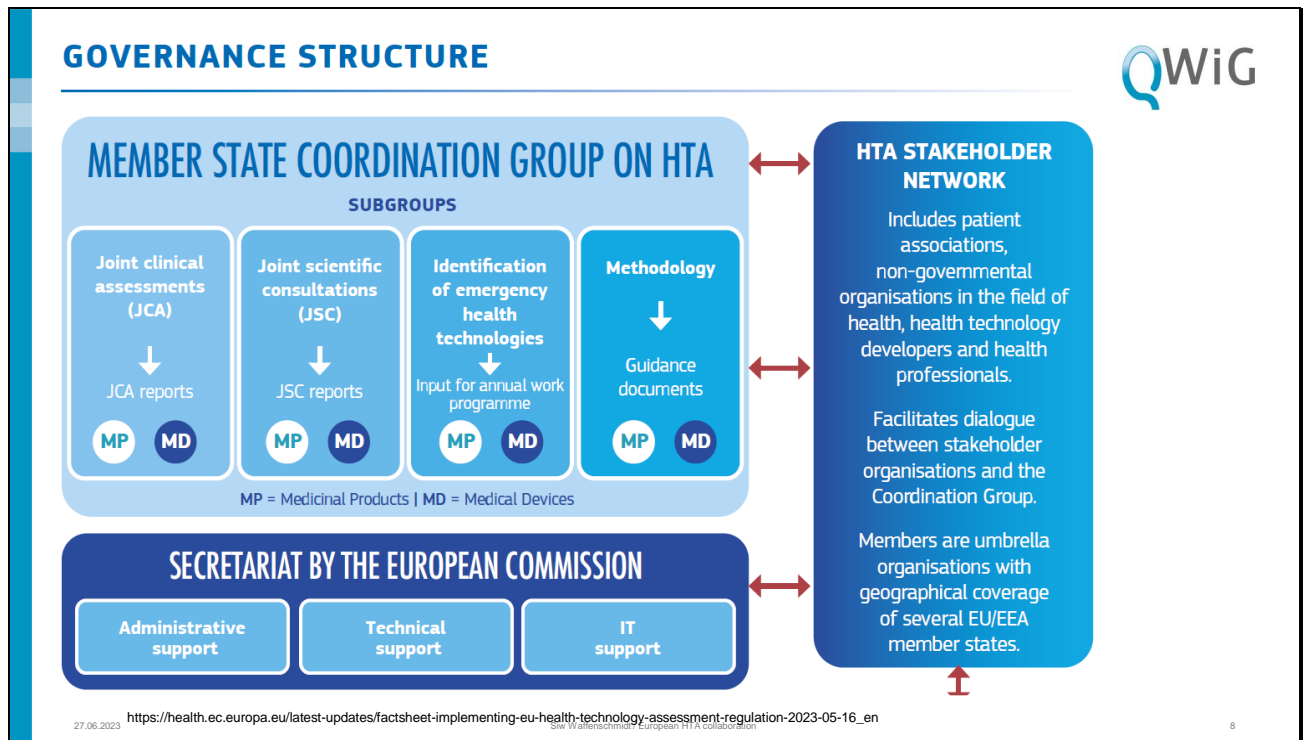 GOVERNANCE STRUCTURE
QWiG
MEMBER STATE COORDINATION GROUP ON HTA
SUBGROUPS
Joint clinical
assessments
(JCA)
JCA reports
MP MD
Joint scientific
consultations
(JSC)
JSC reports
MP MD
Identification
of emergency
health
technologies
Input for annual work
programme
MP MD
Methodology
Guidance
documents
MP MD
MP = Medicinal Products | MD = Medical Devices
SECRETARIAT BY THE EUROPEAN COMMISSION
Administrative
support
Technical
support
IT
support
HTA STAKEHOLDER
NETWORK
Includes patient
associations,
non-governmental
organisations in the field of
health, health technology
developers and health
professionals.
Facilitates dialogue
between stakeholder
organisations and the
Coordination Group.
Members are umbrella
organisations with
geographical coverage
of several EU/EEA
member states.
https://health.ec.europa.eu/latest-updates/factsheet-implementing-eu-health-technology-assessment-regulation-2023-05-16_en
27.06.2023
Siw Waffenschmidt? European HTA collaboration
8